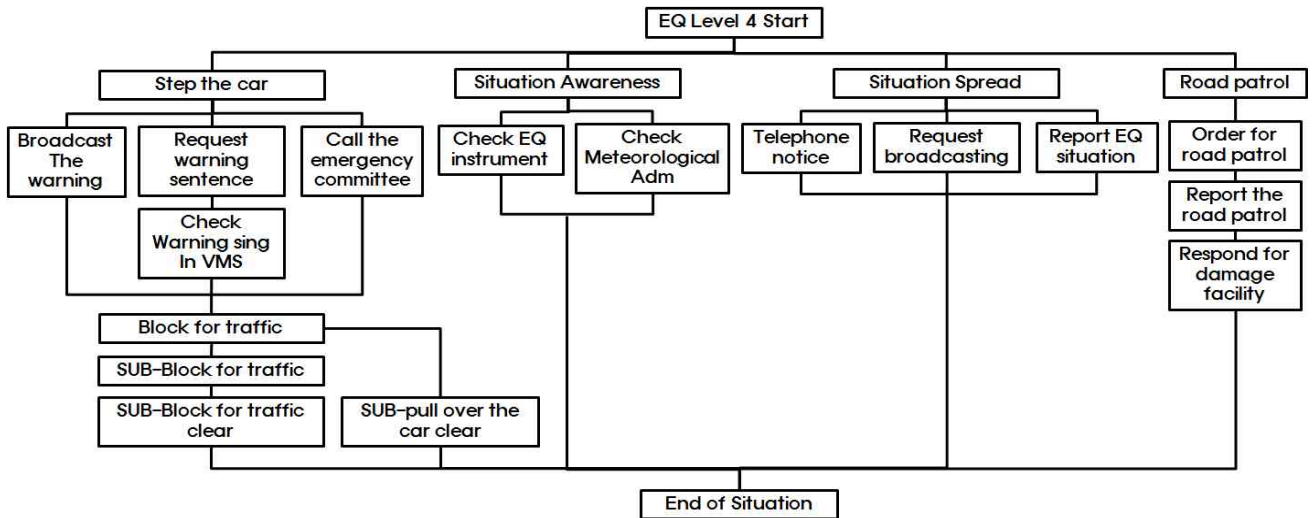 EQ Level 4 Start
Step the car
Situation Awareness
Situation Spread
Road patrol
Broadcast
The
warning
Request
warning
sentence
Call the
emergency
committee
Check EQ
instrument
Check
Meteorological
Adm
Telephone
notice
Request
broadcasting
Report EQ
situation
Order for
road patrol
Report the
road patrol
Check
Warning sing
In VMS
Respond for
damage
facility
Block for traffic
SUB-Block for traffic
SUB-Block for traffic
clear
SUB-pull over the
car clear
End of Situation